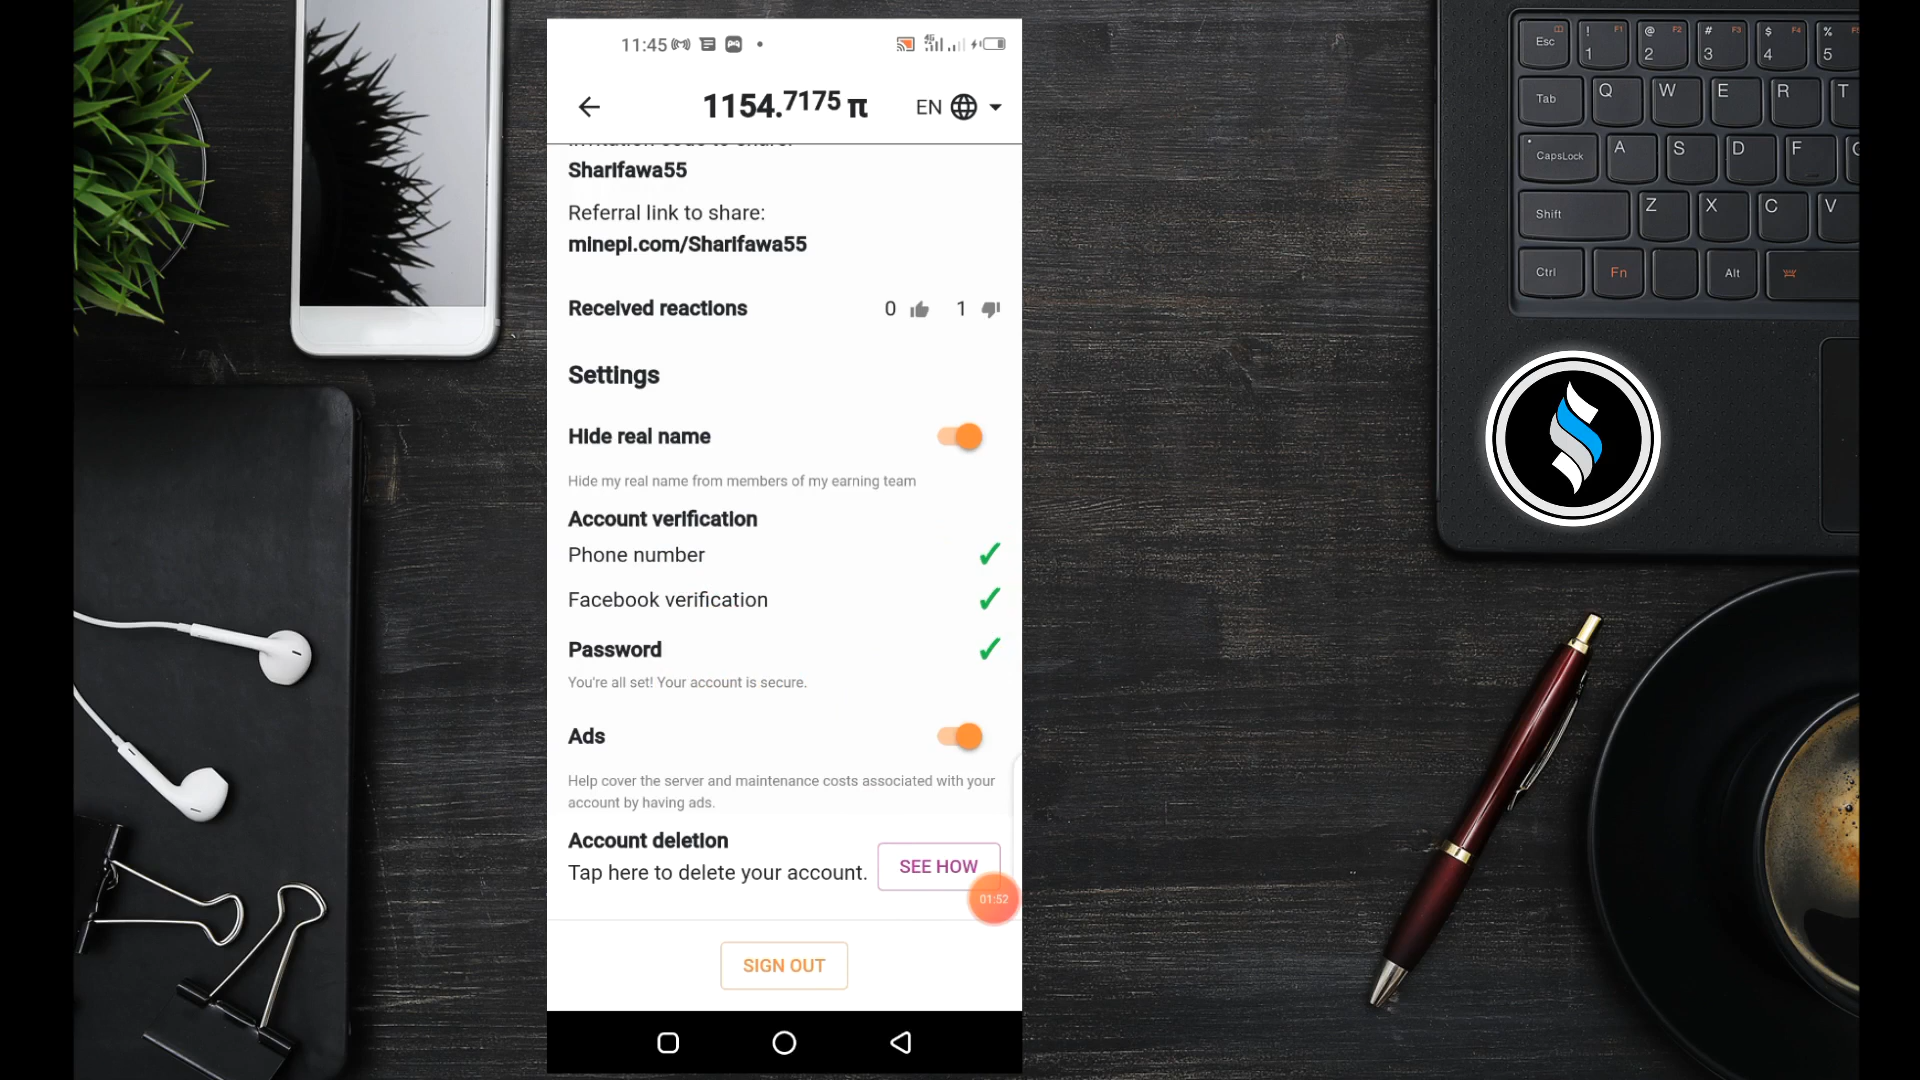 11:45
1154.7175 π
EN
Invitation code to share:
Sharifawa55
Referral link to share:
minepi.com/Sharifawa55
Received reactions
0
1
Settings
Hide real name
Hide my real name from members of my earning team
Account verification
Phone number
Facebook verification
Password
You're all set! Your account is secure.
Ads
Help cover the server and maintenance costs associated with your
account by having ads.
Account deletion
Tap here to delete your account.
SEE HOW
01:52
SIGN OUT
Esc ! 1 F1 @ 2 F2 # 3 F3 $ 4 F4 % 5
Tab Q W E R T
CapsLock A S D F
Shift Z X C V
Ctrl Fn Alt